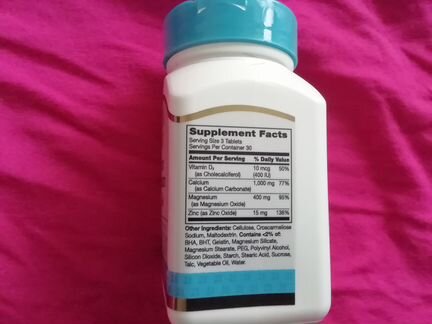 Supplement Facts
Serving Size 3 Tablets
Servings Per Container 30
Amount Per Serving % Daily Value
Vitamin D₃ 10 mcg 50%
(as Cholecalciferol) (400 IU)
Calcium 1,000 mg 77%
(as Calcium Carbonate)
Magnesium 400 mg 95%
(as Magnesium Oxide)
Zinc (as Zinc Oxide) 15 mg 136%
Other Ingredients: Cellulose, Croscarmellose
Sodium, Maltodextrin. Contains <2% of:
BHA, BHT, Gelatin, Magnesium Silicate,
Magnesium Stearate, PEG, Polyvinyl Alcohol,
Silicon Dioxide, Starch, Stearic Acid, Sucrose,
Talc, Vegetable Oil, Water.